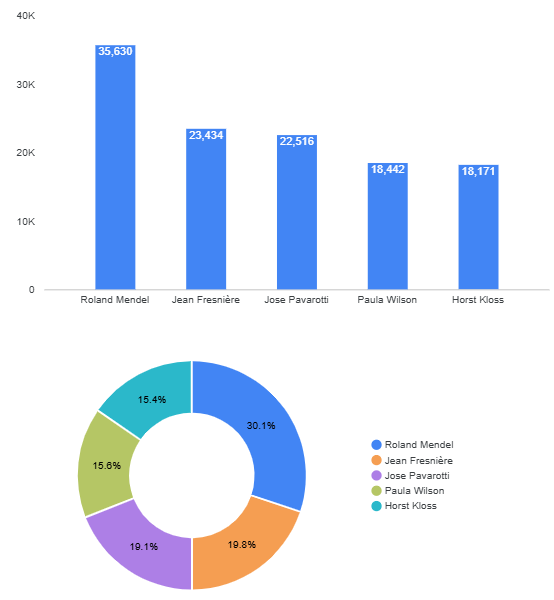 40K
35,630
30K
23,434
22,516
20K
18,442
18,171
10K
0
Roland Mendel Jean Fresnière Jose Pavarotti Paula Wilson Horst Kloss
15.4%
30.1%
15.6%
19.1%
19.8%
Roland Mendel
Jean Fresnière
Jose Pavarotti
Paula Wilson
Horst Kloss